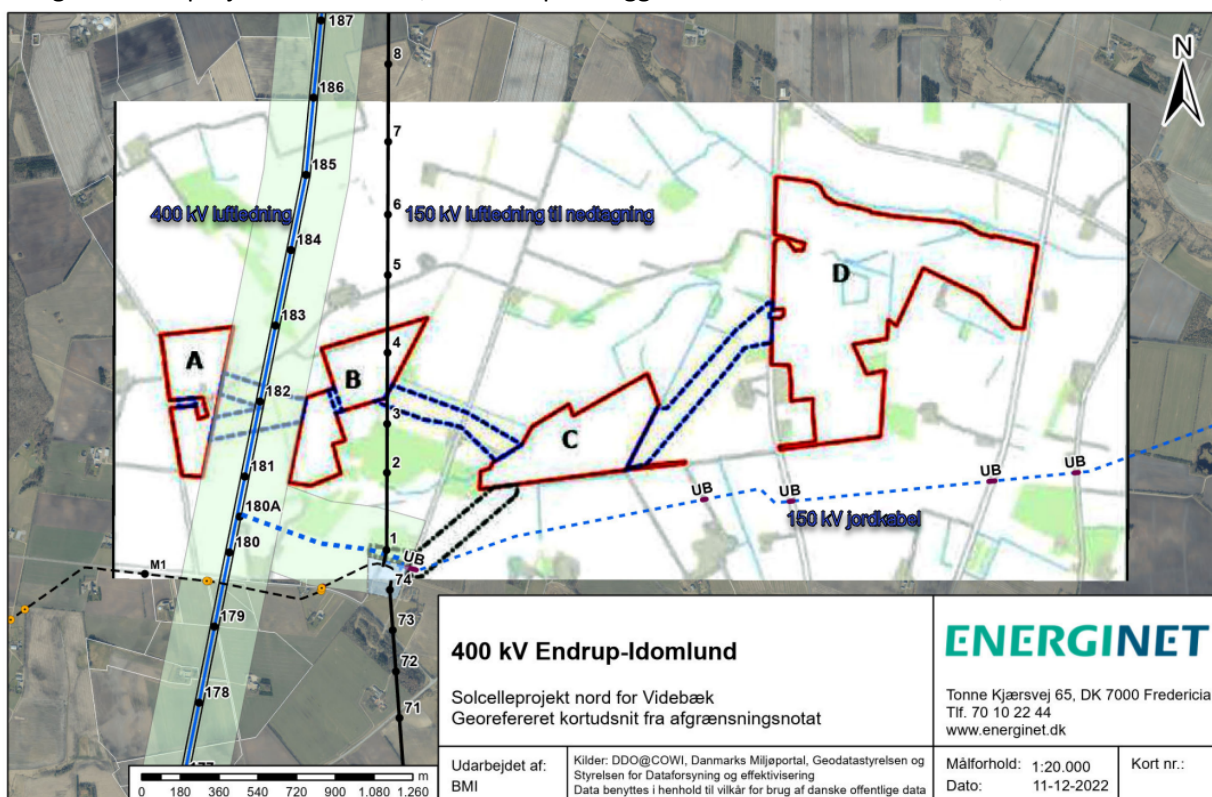 187
8
N
186
7
185
400 kV luftledning
6
150 kV luftledning til nedtagning
184
5
D
183
4
A
B
182
3
C
2
181
UB
UB
UB
UB
180A
150 kV jordkabel
1
180
UB
M1
74
179
73
72
178
71
177
400 kV Endrup-Idomlund
Solcelleprojekt nord for Videbæk
Georefereret kortudsnit fra afgrænsningsnotat
ENERGINET
Tonne Kjærsvej 65, DK 7000 Fredericia
Tlf. 70 10 22 44
www.energinet.dk
Udarbejdet af:
BMI
Kilder: DDO@COWI, Danmarks Miljøportal, Geodatastyrelsen og
Styrelsen for Dataforsyning og effektivisering
Data benyttes i henhold til vilkår for brug af danske offentlige data
Målforhold: 1:20.000
Dato: 11-12-2022
Kort nr.:
0 180 360 540 720 900 1.080 1.260 m